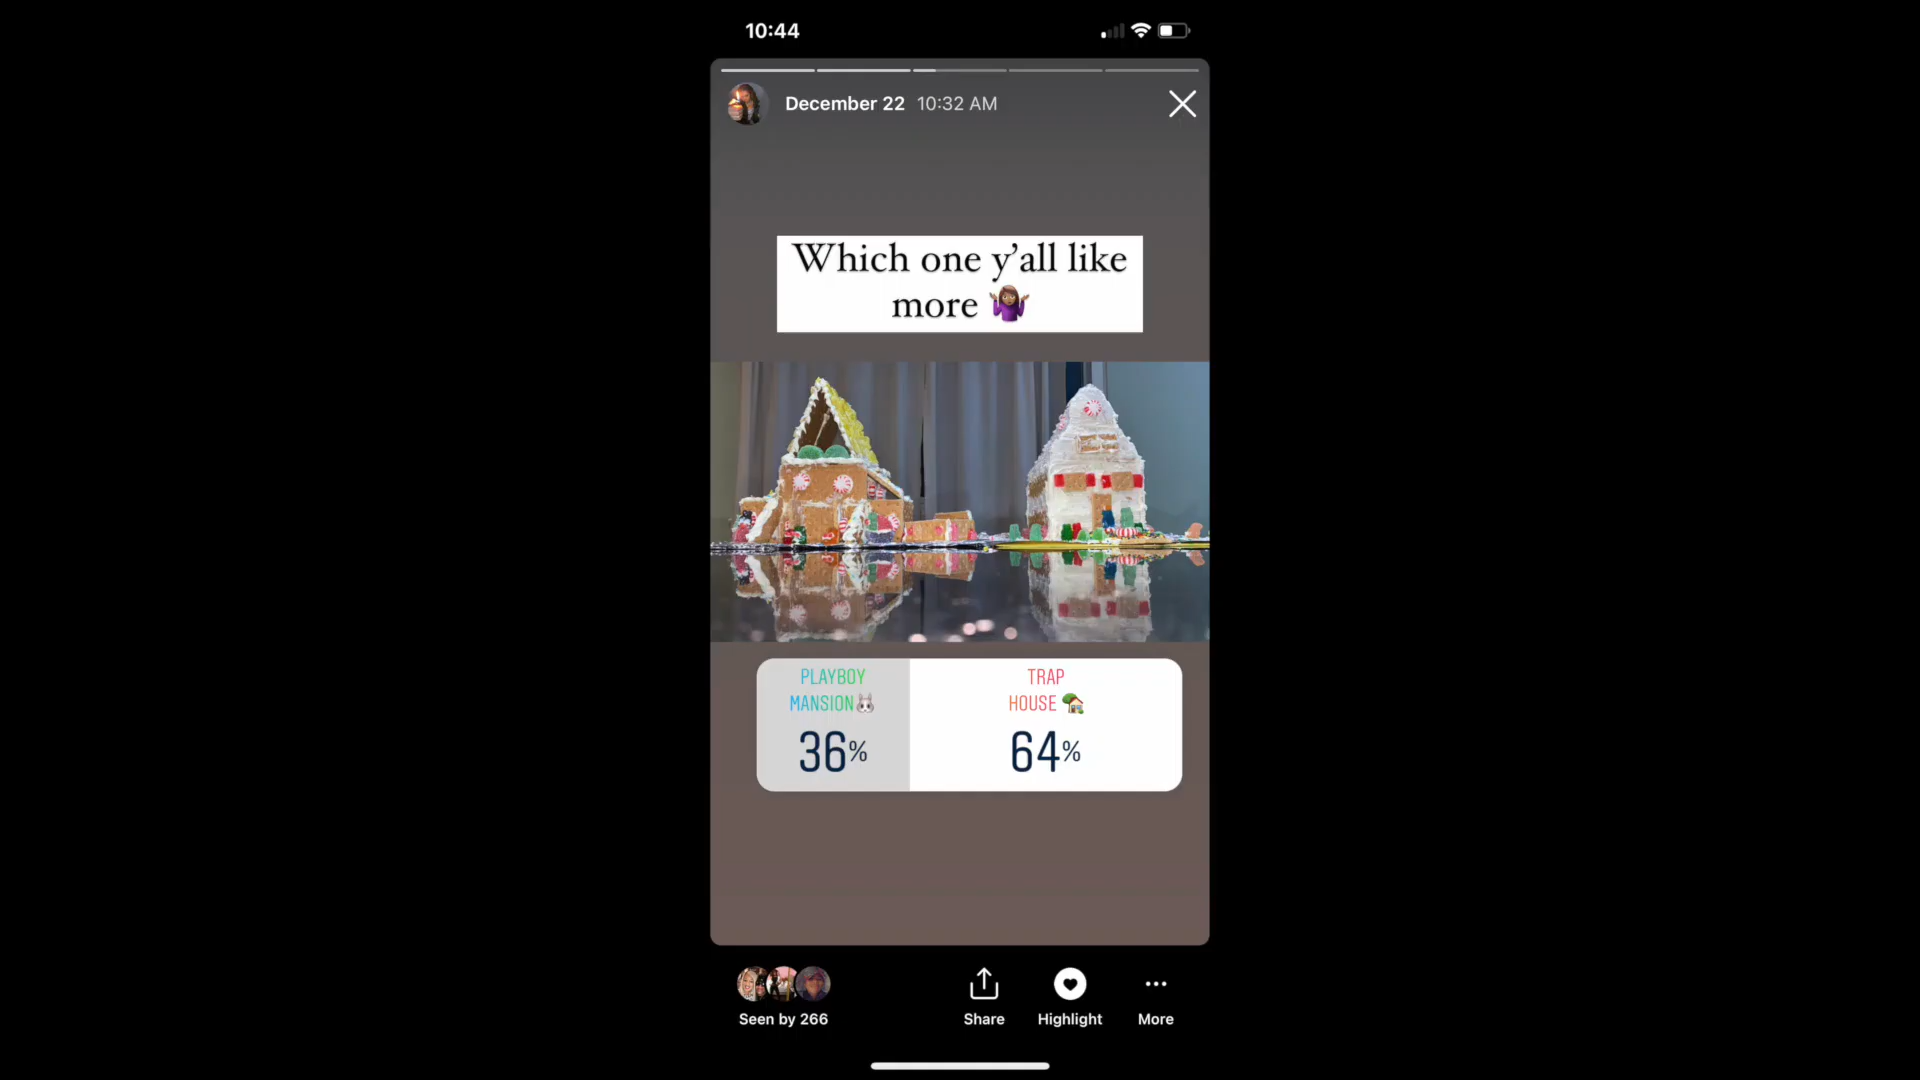 10:44
December 22 10:32 AM
Which one y’all like
more 🤷🏽‍♀️
PLAYBOY
MANSION🐰
36%
TRAP
HOUSE 🏡
64%
Seen by 266
Share
Highlight
More